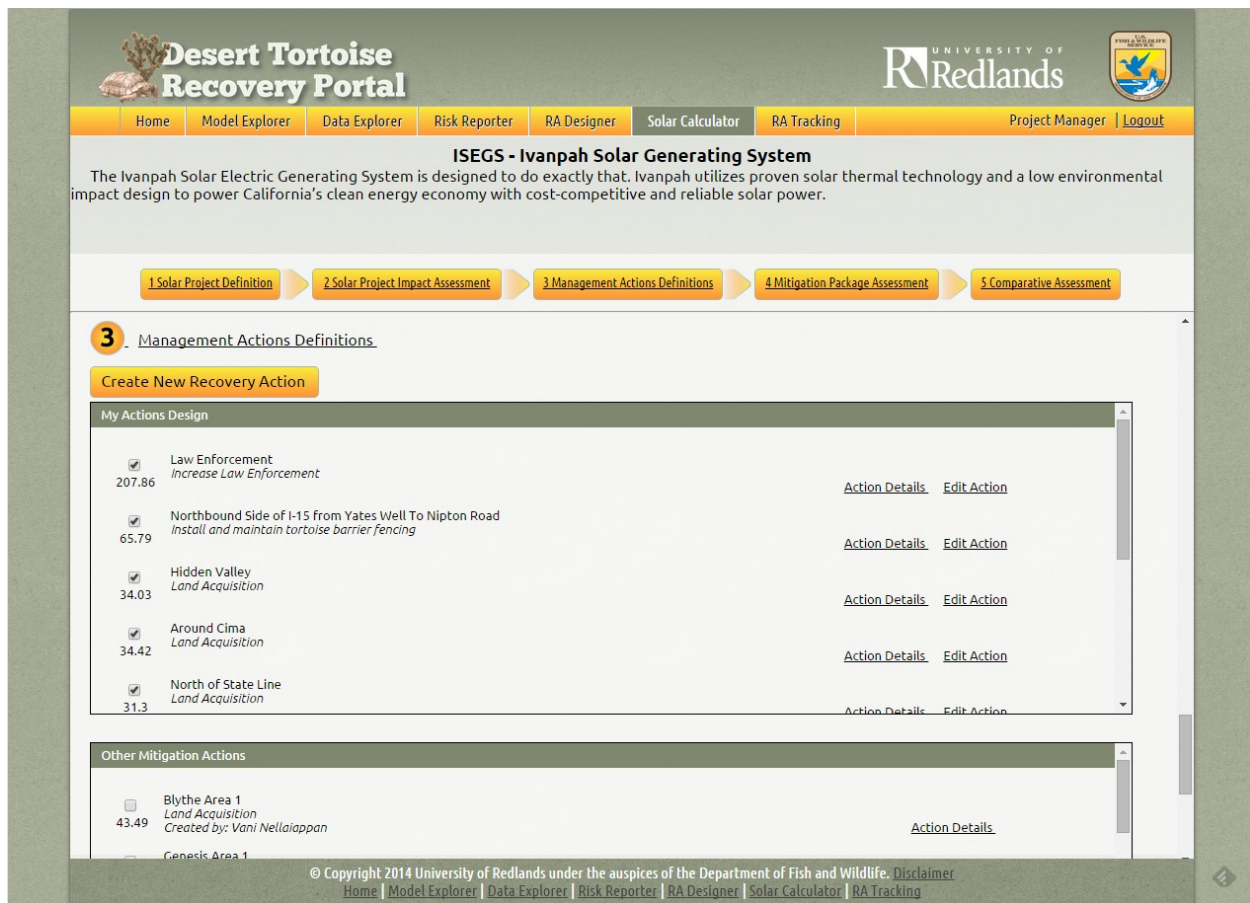 Desert Tortoise
Recovery Portal
UNIVERSITY OF
Redlands
U.S.
FISH & WILDLIFE
SERVICE
Home Model Explorer Data Explorer Risk Reporter RA Designer Solar Calculator RA Tracking Project Manager | Logout
ISEGS - Ivanpah Solar Generating System
The Ivanpah Solar Electric Generating System is designed to do exactly that. Ivanpah utilizes proven solar thermal technology and a low environmental
impact design to power California's clean energy economy with cost-competitive and reliable solar power.
1 Solar Project Definition 2 Solar Project Impact Assessment 3 Management Actions Definitions 4 Mitigation Package Assessment 5 Comparative Assessment
3 Management Actions Definitions
Create New Recovery Action
My Actions Design
Law Enforcement
Increase Law Enforcement
207.86 Action Details Edit Action
Northbound Side of I-15 from Yates Well To Nipton Road
Install and maintain tortoise barrier fencing
65.79 Action Details Edit Action
Hidden Valley
Land Acquisition
34.03 Action Details Edit Action
Around Cima
Land Acquisition
34.42 Action Details Edit Action
North of State Line
Land Acquisition
31.3 Action Details Edit Action
Other Mitigation Actions
Blythe Area 1
Land Acquisition
43.49 Created by: Vani Nellaiappan Action Details
Genesis Area 1
© Copyright 2014 University of Redlands under the auspices of the Department of Fish and Wildlife. Disclaimer
Home | Model Explorer | Data Explorer | Risk Reporter | RA Designer | Solar Calculator | RA Tracking